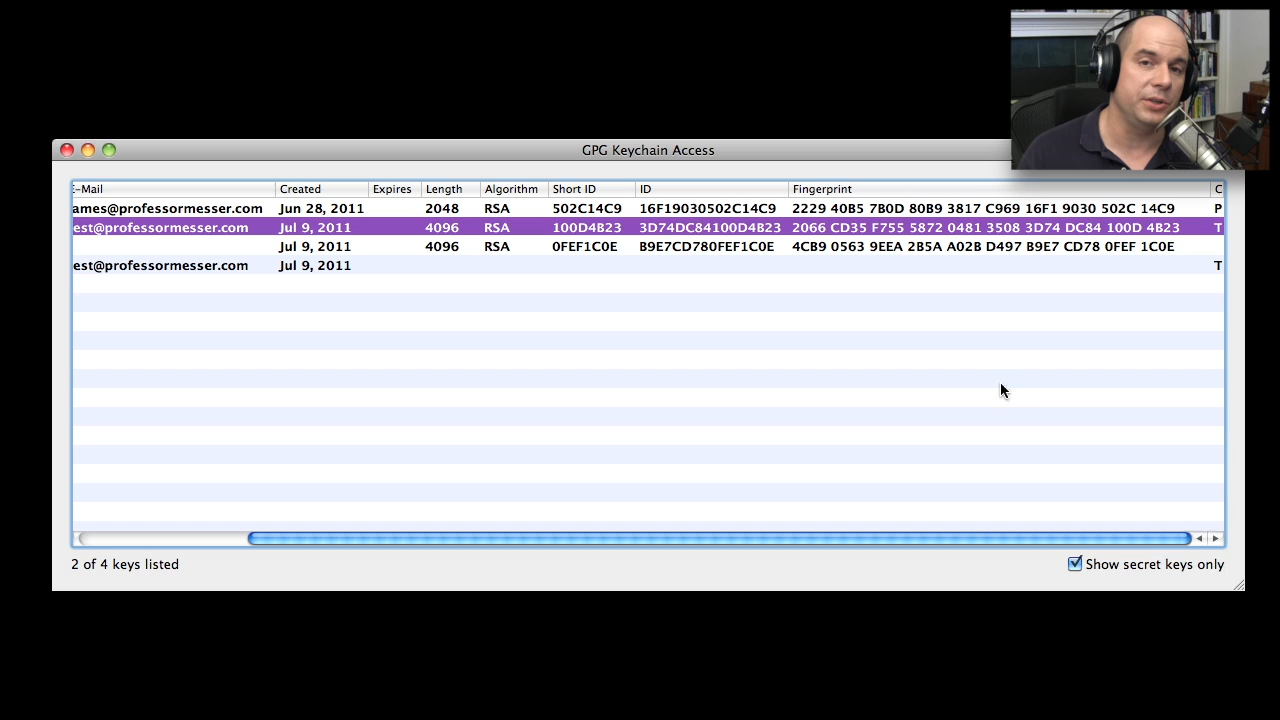 GPG Keychain Access
E-Mail Created Expires Length Algorithm Short ID ID Fingerprint C
ames@professormesser.com Jun 28, 2011 2048 RSA 502C14C9 16F19030502C14C9 2229 40B5 7B0D 80B9 3817 C969 16F1 9030 502C 14C9 P
est@professormesser.com Jul 9, 2011 4096 RSA 100D4B23 3D74DC84100D4B23 2066 CD35 F755 5872 0481 3508 3D74 DC84 100D 4B23 T
Jul 9, 2011 4096 RSA 0FEF1C0E B9E7CD780FEF1C0E 4CB9 0563 9EEA 2B5A A02B D497 B9E7 CD78 0FEF 1C0E
est@professormesser.com Jul 9, 2011 T
2 of 4 keys listed Show secret keys only